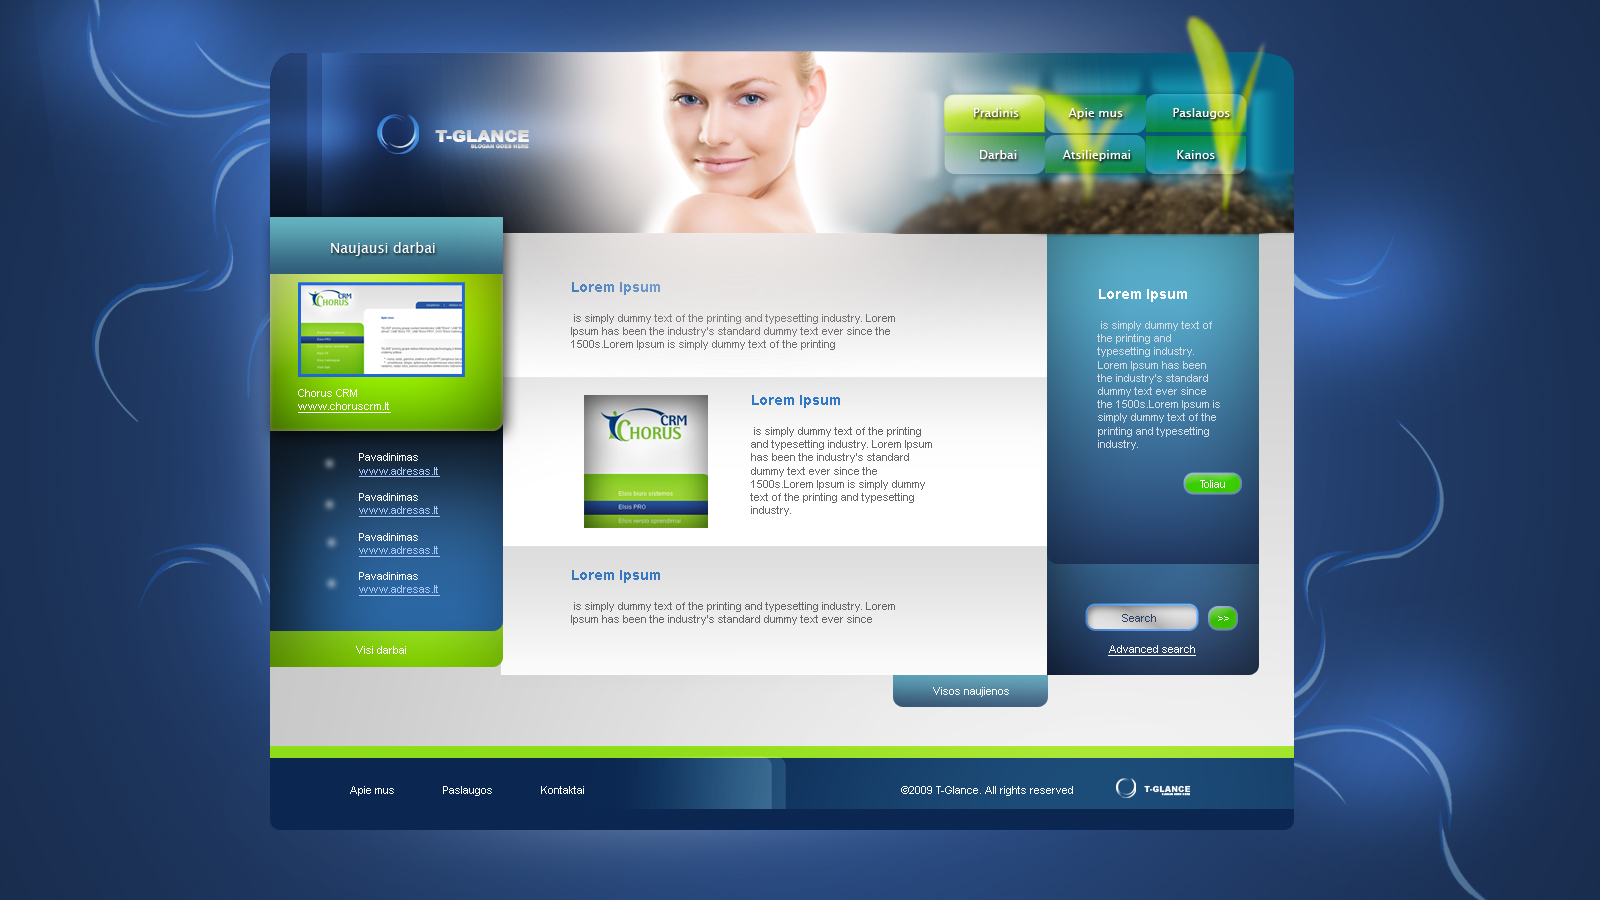 T-GLANCE
SLOGAN GOES HERE
Pradinis
Apie mus
Paslaugos
Darbai
Atsiliepimai
Kainos
Naujausi darbai
CRM
CHORUS
Chorus CRM
www.choruscrm.lt
Pavadinimas
www.adresas.lt
Pavadinimas
www.adresas.lt
Pavadinimas
www.adresas.lt
Pavadinimas
www.adresas.lt
Visi darbai
Lorem Ipsum
is simply dummy text of the printing and typesetting industry. Lorem
Ipsum has been the industry's standard dummy text ever since the
1500s.Lorem Ipsum is simply dummy text of the printing
CRM
CHORUS
Elsis biuro sistemos
Elsis PRO
Elsos verslo sprendimai
Lorem Ipsum
is simply dummy text of the printing
and typesetting industry. Lorem Ipsum
has been the industry's standard
dummy text ever since the
1500s.Lorem Ipsum is simply dummy
text of the printing and typesetting
industry.
Lorem Ipsum
is simply dummy text of the printing and typesetting industry. Lorem
Ipsum has been the industry's standard dummy text ever since
Visos naujienos
Lorem Ipsum
is simply dummy text of
the printing and
typesetting industry.
Lorem Ipsum has been
the industry's standard
dummy text ever since
the 1500s.Lorem Ipsum is
simply dummy text of the
printing and typesetting
industry.
Toliau
Search
>>
Advanced search
Apie mus
Paslaugos
Kontaktai
©2009 T-Glance. All rights reserved
T-GLANCE
SLOGAN GOES HERE